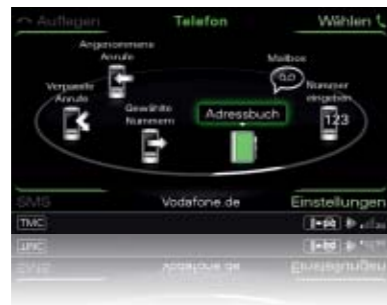 Auflegen Telefon Wählen
Angenommene
Anrufe
Mailbox
Verpasste
Anrufe
Nummer
eingeben
Gewählte
Nummern
Adressbuch
123
SMS Vodafone.de Einstellungen
TMC